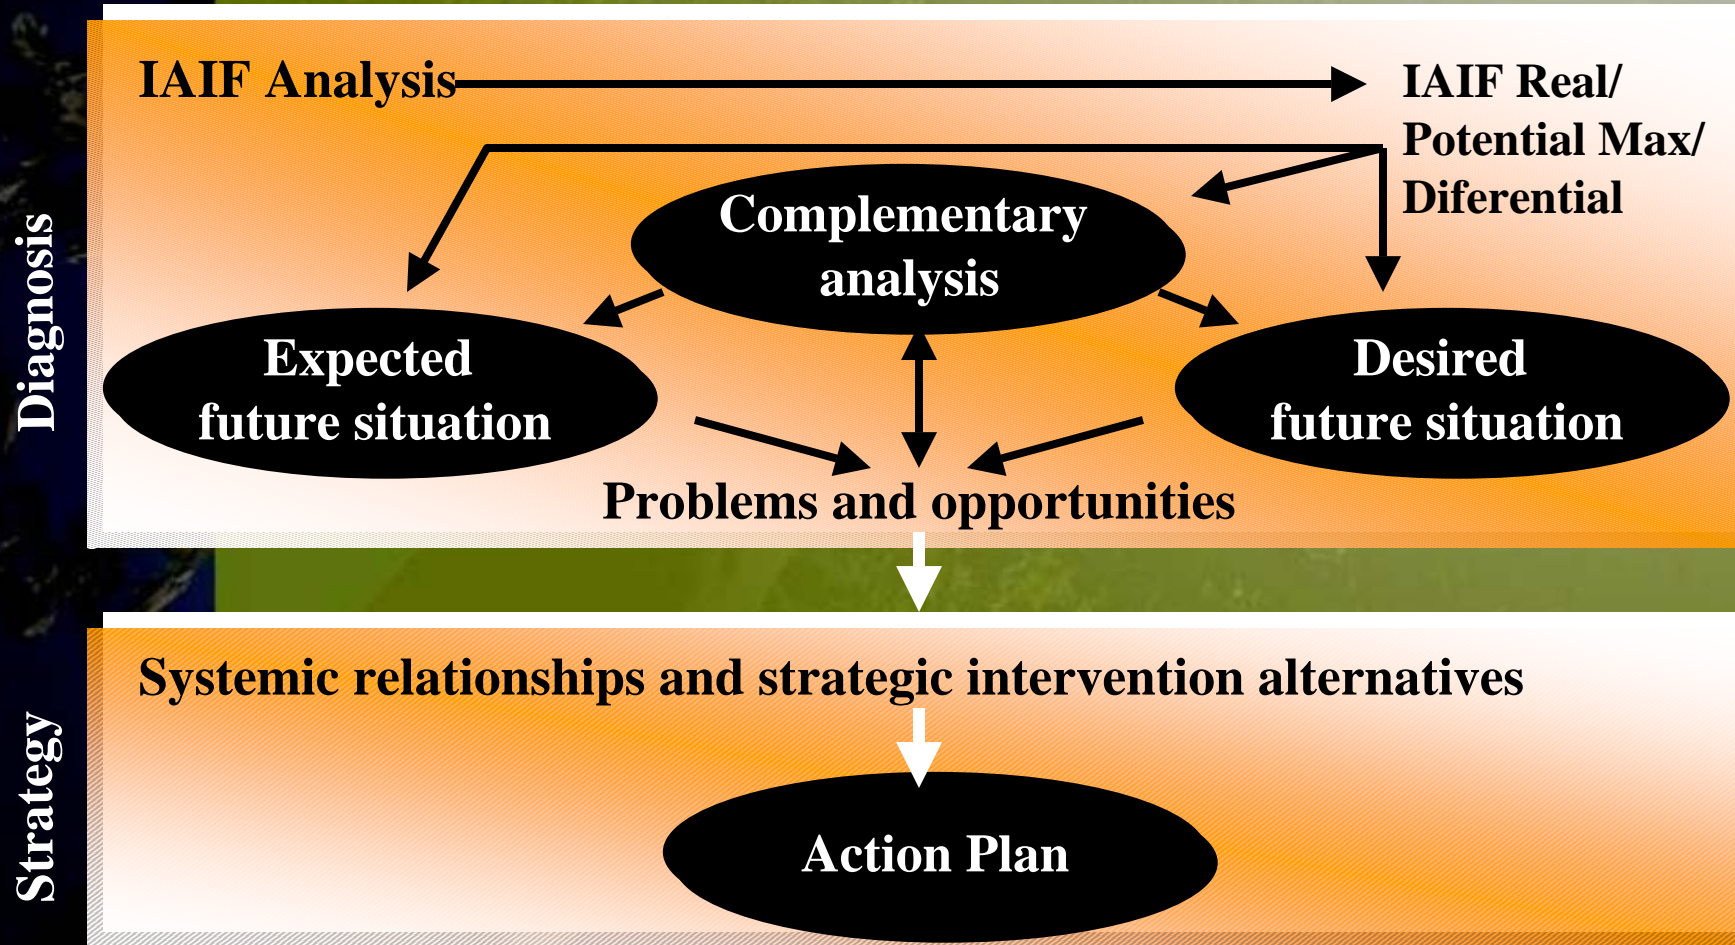 Diagnosis
IAIF Analysis
IAIF Real/
Potential Max/
Diferential
Complementary
analysis
Expected
future situation
Desired
future situation
Problems and opportunities
Strategy
Systemic relationships and strategic intervention alternatives
Action Plan